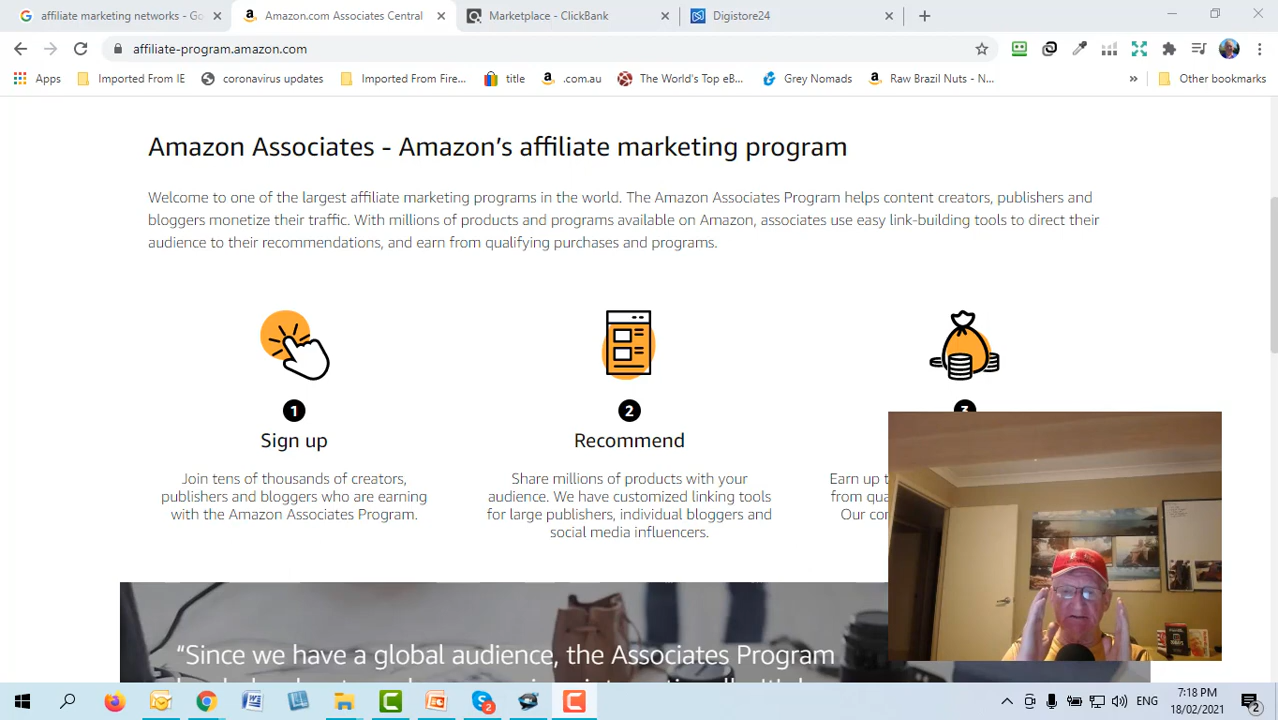 affiliate marketing networks - Go
Amazon.com Associates Central
Marketplace - ClickBank
Digistore24
affiliate-program.amazon.com
Apps
Imported From IE
coronavirus updates
Imported From Fire...
title
.com.au
The World's Top eB...
Grey Nomads
Raw Brazil Nuts - N...
Other bookmarks
Amazon Associates - Amazon's affiliate marketing program
Welcome to one of the largest affiliate marketing programs in the world. The Amazon Associates Program helps content creators, publishers and
bloggers monetize their traffic. With millions of products and programs available on Amazon, associates use easy link-building tools to direct their
audience to their recommendations, and earn from qualifying purchases and programs.
1
Sign up
Join tens of thousands of creators,
publishers and bloggers who are earning
with the Amazon Associates Program.
2
Recommend
Share millions of products with your
audience. We have customized linking tools
for large publishers, individual bloggers and
social media influencers.
3
Earn up
from qua
Our co
“Since we have a global audience, the Associates Program
ENG
7:18 PM
18/02/2021
2
2